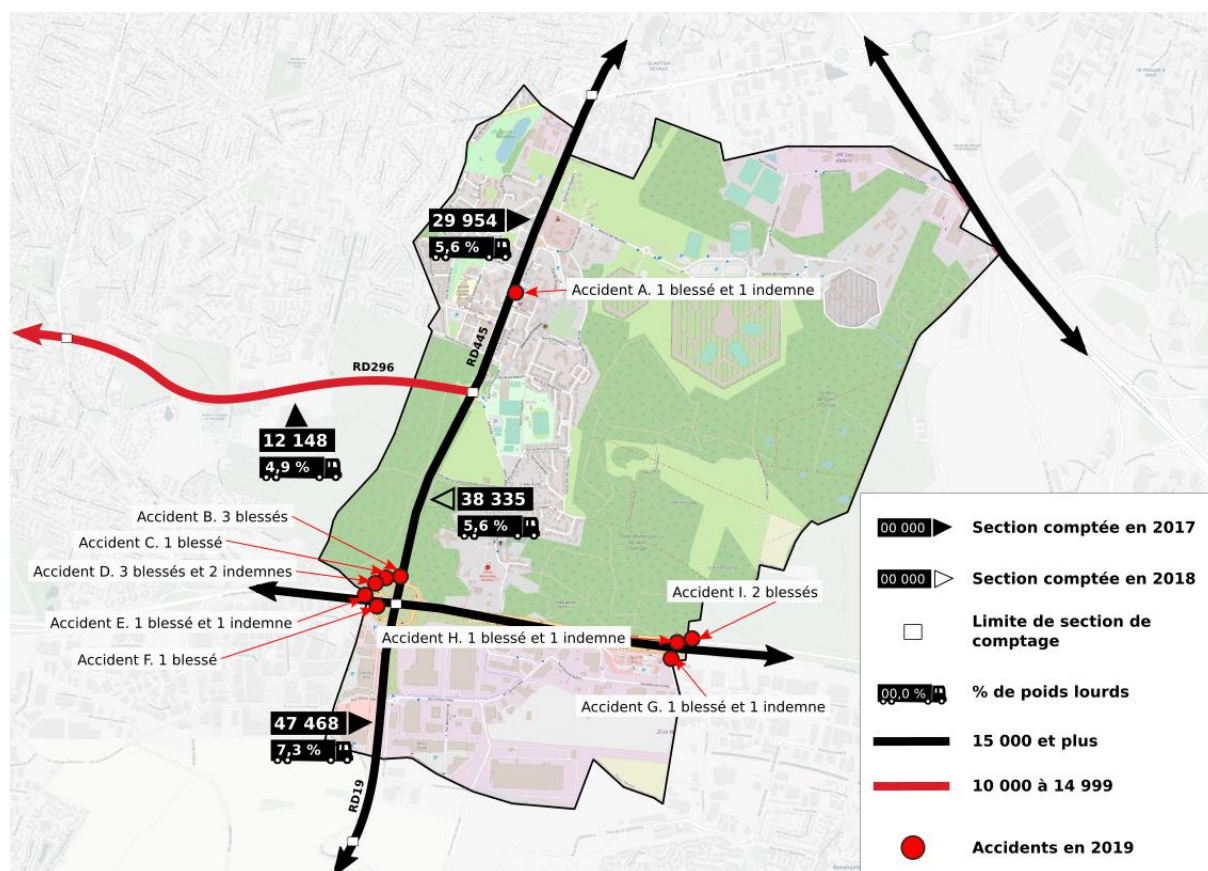 29 954
5,6 %
Accident A. 1 blessé et 1 indemne
RD445
RD296
12 148
4,9 %
38 335
5,6 %
Accident B. 3 blessés
Accident C. 1 blessé
Accident D. 3 blessés et 2 indemnes
Accident E. 1 blessé et 1 indemne
Accident F. 1 blessé
Accident I. 2 blessés
Accident H. 1 blessé et 1 indemne
Accident G. 1 blessé et 1 indemne
47 468
7,3 %
RD19
00 000
Section comptée en 2017
00 000
Section comptée en 2018
Limite de section de
comptage
00,0 %
% de poids lourds
15 000 et plus
10 000 à 14 999
Accidents en 2019